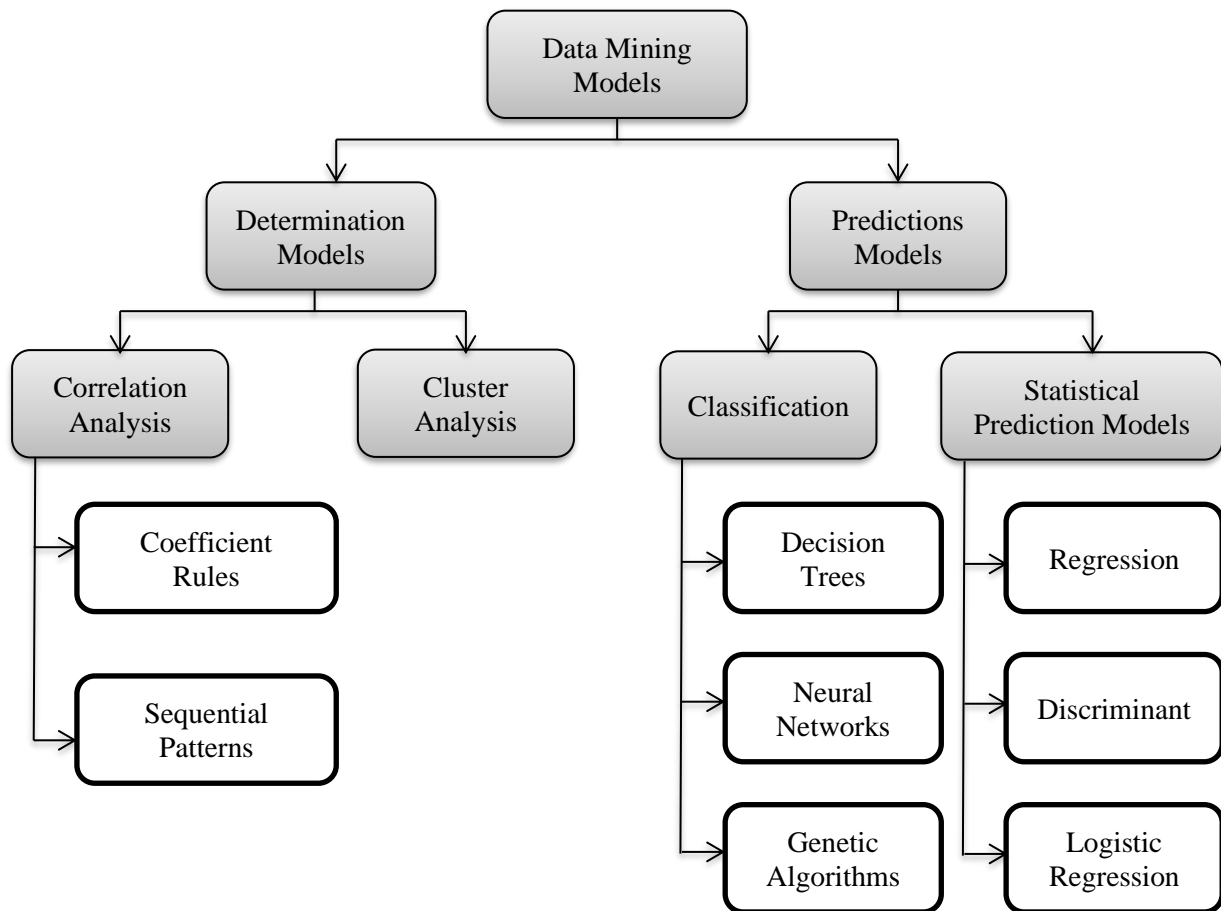 Data Mining
Models
Determination
Models
Predictions
Models
Correlation
Analysis
Cluster
Analysis
Classification
Statistical
Prediction Models
Coefficient
Rules
Sequential
Patterns
Decision
Trees
Neural
Networks
Genetic
Algorithms
Regression
Discriminant
Logistic
Regression